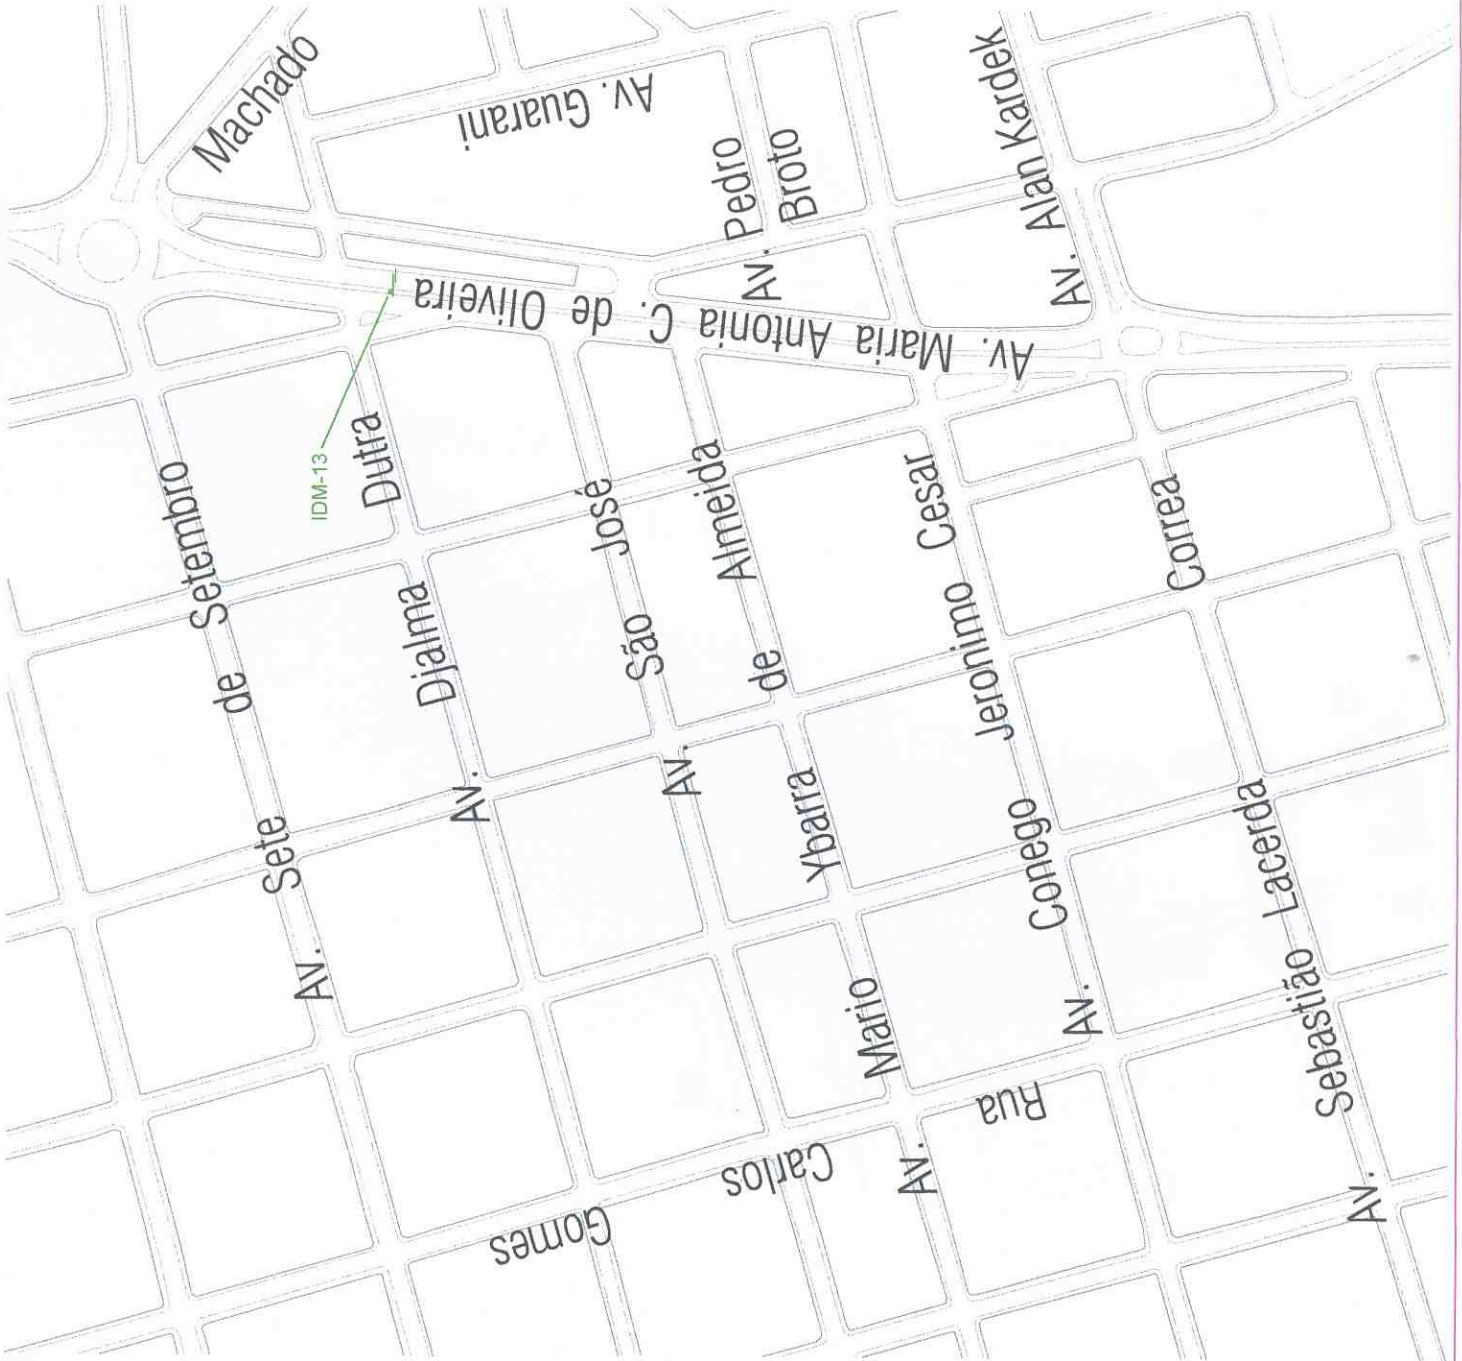 Machado
Av. Guarani
Av. Pedro
Broto
Av. Alan Kardek
Av. Maria Antonia C. de Oliveira
IDM-13
Av. Sete de Setembro
Av. Djalma Dutra
Av. São José
Av. Mario Ybarra de Almeida
Av. Conego Jeronimo Cesar
Av. Sebastião Lacerda Correa
Rua Carlos Gomes